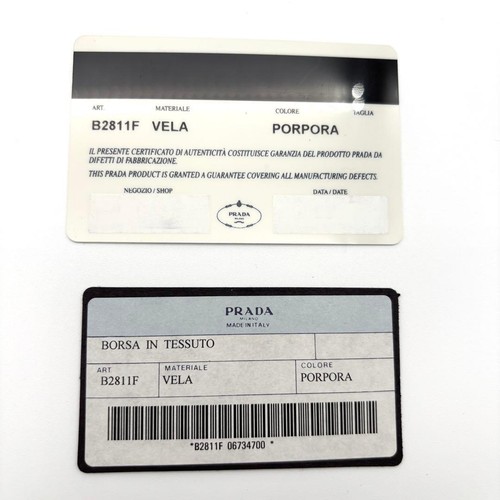 ART. MATERIALE COLORE TAGLIA
B2811F VELA PORPORA
IL PRESENTE CERTIFICATO DI AUTENTICITÀ COSTITUISCE GARANZIA DEL PRODOTTO PRADA DA
DIFETTI DI FABBRICAZIONE.
THIS PRADA PRODUCT IS GRANTED A GUARANTEE COVERING ALL MANUFACTURING DEFECTS.
NEGOZIO / SHOP DATA / DATE
PRADA
MILANO
PRADA
MILANO
MADE IN ITALY
BORSA IN TESSUTO
ART MATERIALE COLORE
B2811F VELA PORPORA
*B2811F 06734700 *